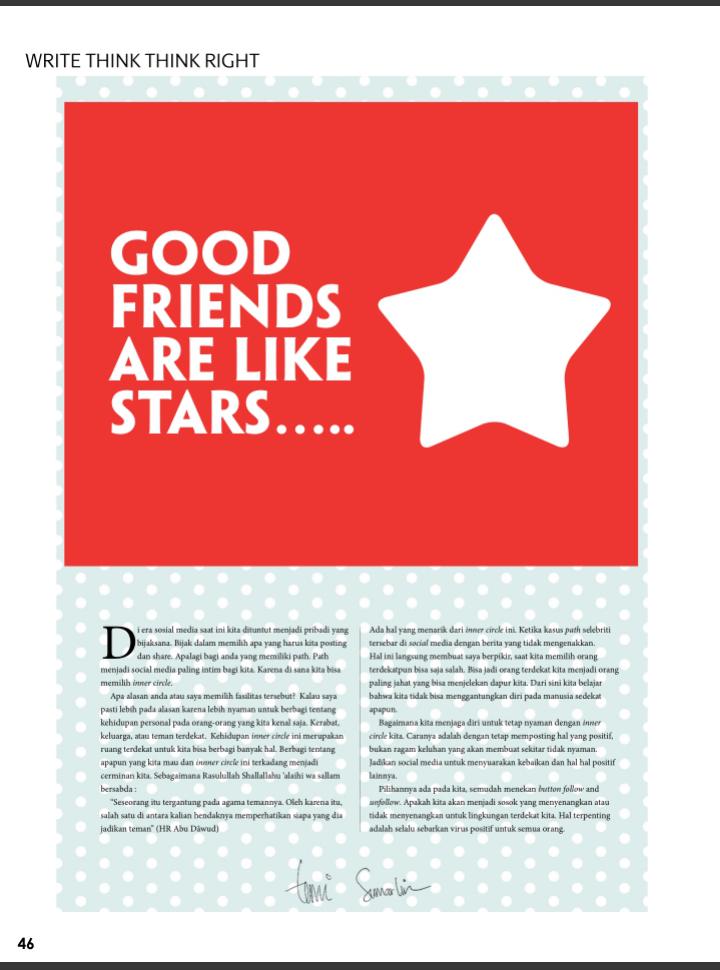 WRITE THINK THINK RIGHT
GOOD
FRIENDS
ARE LIKE
STARS.....
Di era sosial media saat ini kita dituntut menjadi pribadi yang
bijaksana. Bijak dalam memilih apa yang harus kita posting
dan share. Apalagi bagi anda yang memiliki path. Path
menjadi social media paling intim bagi kita. Karena di sana kita bisa
memilih inner circle.
Apa alasan anda atau saya memilih fasilitas tersebut? Kalau saya
pasti lebih pada alasan karena lebih nyaman untuk berbagi tentang
kehidupan personal pada orang-orang yang kita kenal saja. Kerabat,
keluarga, atau teman terdekat. Kehidupan inner circle ini merupakan
ruang terdekat untuk kita bisa berbagi banyak hal. Berbagi tentang
apapun yang kita mau dan innner circle ini terkadang menjadi
cerminan kita. Sebagaimana Rasulullah Shallallahu 'alaihi wa sallam
bersabda :
"Seseorang itu tergantung pada agama temannya. Oleh karena itu,
salah satu di antara kalian hendaknya memperhatikan siapa yang dia
jadikan teman" (HR Abu Dâwud)
Ada hal yang menarik dari inner circle ini. Ketika kasus path selebriti
tersebar di social media dengan berita yang tidak mengenakkan.
Hal ini langsung membuat saya berpikir, saat kita memilih orang
terdekatpun bisa saja salah. Bisa jadi orang terdekat kita menjadi orang
paling jahat yang bisa menjelekan dapur kita. Dari sini kita belajar
bahwa kita tidak bisa menggantungkan diri pada manusia sedekat
apapun.
Bagaimana kita menjaga diri untuk tetap nyaman dengan inner
circle kita. Caranya adalah dengan tetap memposting hal yang positif,
bukan ragam keluhan yang akan membuat sekitar tidak nyaman.
Jadikan social media untuk menyuarakan kebaikan dan hal hal positif
lainnya.
Pilihannya ada pada kita, semudah menekan button follow and
unfollow. Apakah kita akan menjadi sosok yang menyenangkan atau
tidak menyenangkan untuk lingkungan terdekat kita. Hal terpenting
adalah selalu sebarkan virus positif untuk semua orang.
46